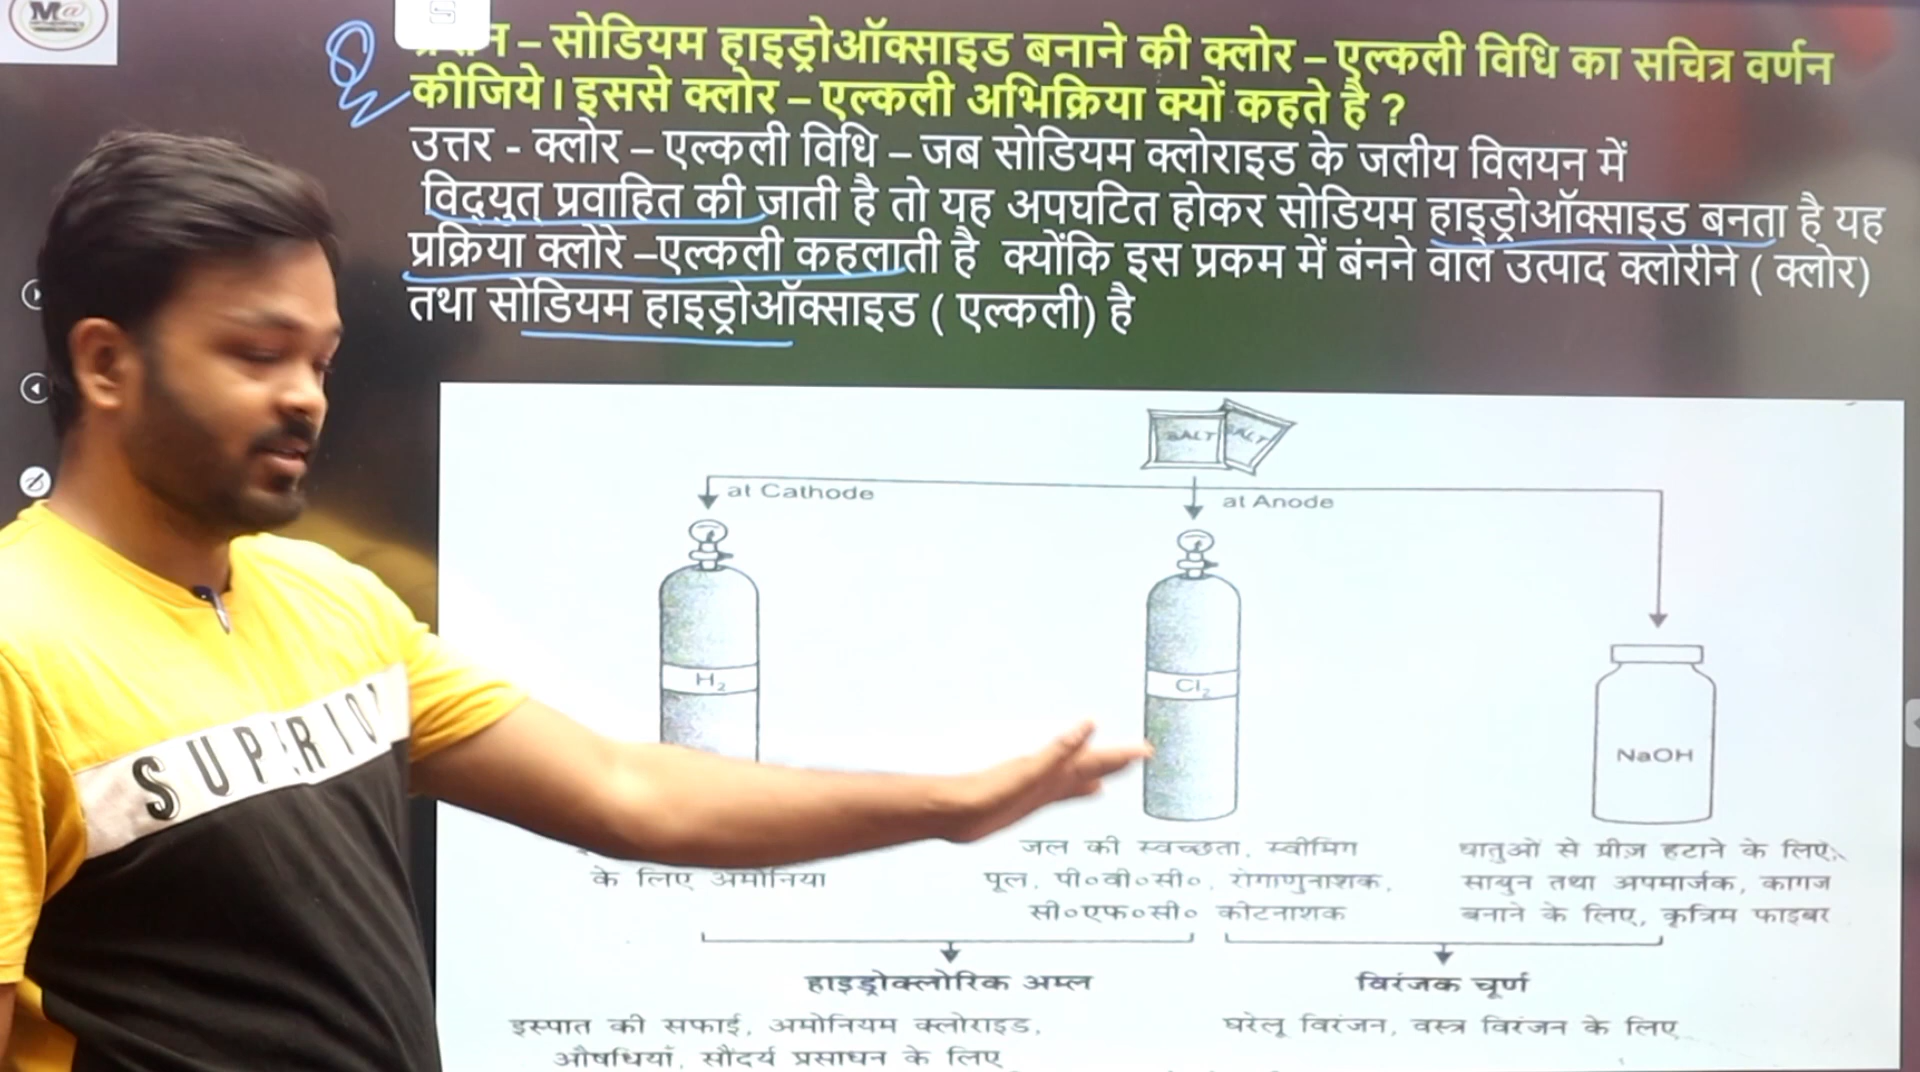 M@
– सोडियम हाइड्रोऑक्साइड बनाने की क्लोर – एल्कली विधि का सचित्र वर्णन
कीजिये । इससे क्लोर – एल्कली अभिक्रिया क्यों कहते है ?
उत्तर - क्लोर – एल्कली विधि – जब सोडियम क्लोराइड के जलीय विलयन में
विद्युत् प्रवाहित की जाती है तो यह अपघटित होकर सोडियम हाइड्रोऑक्साइड बनता है यह
प्रक्रिया क्लोरे –एल्कली कहलाती है क्योंकि इस प्रकम में बंनने वाले उत्पाद क्लोरीने ( क्लोर)
तथा सोडियम हाइड्रोऑक्साइड ( एल्कली) है
SALT SALT
at Cathode
at Anode
H₂
Cl₂
NaOH
SUPERIO
के लिए अमोनिया
जल की स्वच्छता, स्वीमिंग
पूल, पी०वी०सी०, रोगाणुनाशक,
सी०एफ०सी० कीटनाशक
धातुओं से ग्रीज़ हटाने के लिए,
साबुन तथा अपमार्जक, कागज
बनाने के लिए, कृत्रिम फाइबर
हाइड्रोक्लोरिक अम्ल
विरंजक चूर्ण
इस्पात की सफाई, अमोनियम क्लोराइड,
औषधियाँ, सौंदर्य प्रसाधन के लिए
घरेलू विरंजन, वस्त्र विरंजन के लिए